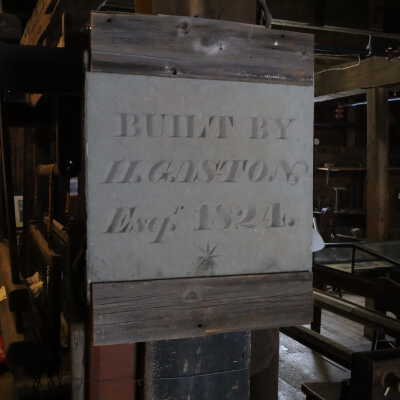 BUILT BY
H. GASTON,
Esqr. 1824.